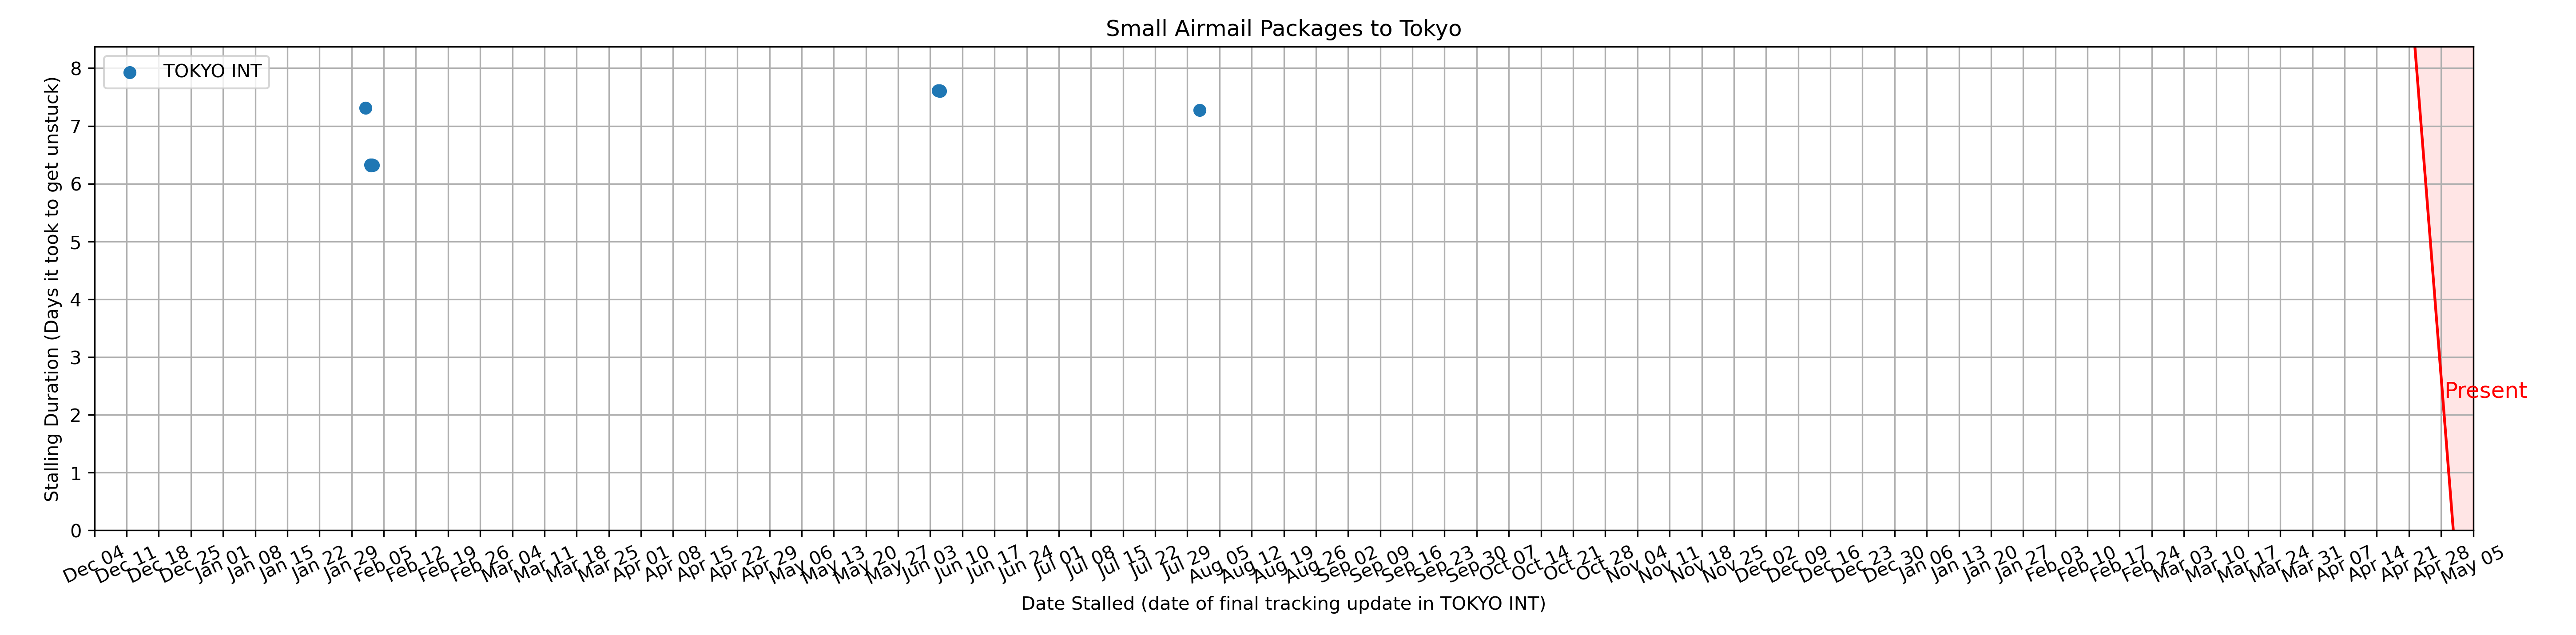 Small Airmail Packages to Tokyo
TOKYO INT
Stalling Duration (Days it took to get unstuck)
8
7
6
5
4
3
2
1
0
Present
Dec 04
Dec 11
Dec 18
Dec 25
Jan 01
Jan 08
Jan 15
Jan 22
Jan 29
Feb 05
Feb 12
Feb 19
Feb 26
Mar 04
Mar 11
Mar 18
Mar 25
Apr 01
Apr 08
Apr 15
Apr 22
Apr 29
May 06
May 13
May 20
May 27
Jun 03
Jun 10
Jun 17
Jun 24
Jul 01
Jul 08
Jul 15
Jul 22
Jul 29
Aug 05
Aug 12
Aug 19
Aug 26
Sep 02
Sep 09
Sep 16
Sep 23
Sep 30
Oct 07
Oct 14
Oct 21
Oct 28
Nov 04
Nov 11
Nov 18
Nov 25
Dec 02
Dec 09
Dec 16
Dec 23
Dec 30
Jan 06
Jan 13
Jan 20
Jan 27
Feb 03
Feb 10
Feb 17
Feb 24
Mar 03
Mar 10
Mar 17
Mar 24
Mar 31
Apr 07
Apr 14
Apr 21
Apr 28
May 05
Date Stalled (date of final tracking update in TOKYO INT)